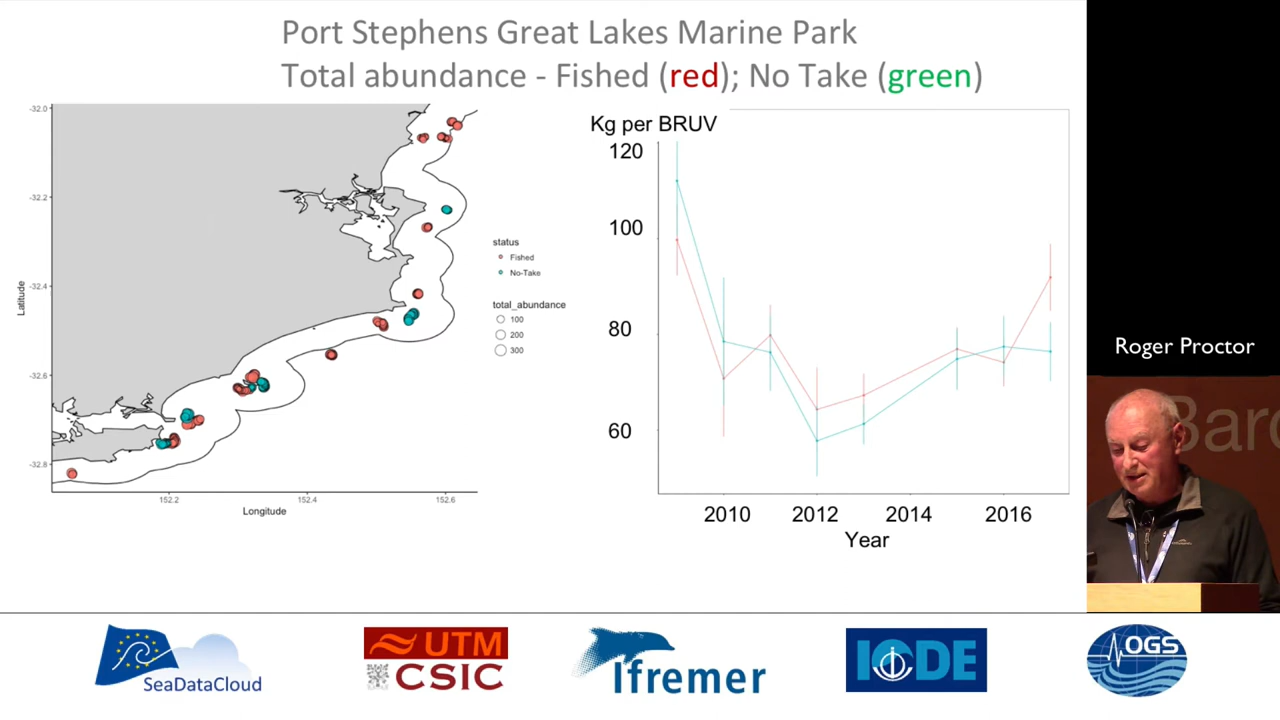 Port Stephens Great Lakes Marine Park
Total abundance - Fished (red); No Take (green)
-32.0
-32.2
-32.4
-32.6
-32.8
Latitude
152.2
152.4
152.6
Longitude
status
Fished
No-Take
total_abundance
100
200
300
Kg per BRUV
120
100
80
60
2010
2012
2014
2016
Year
Roger Proctor
Barc
SeaDataCloud
UTM
CSIC
Ifremer
IODE
OGS